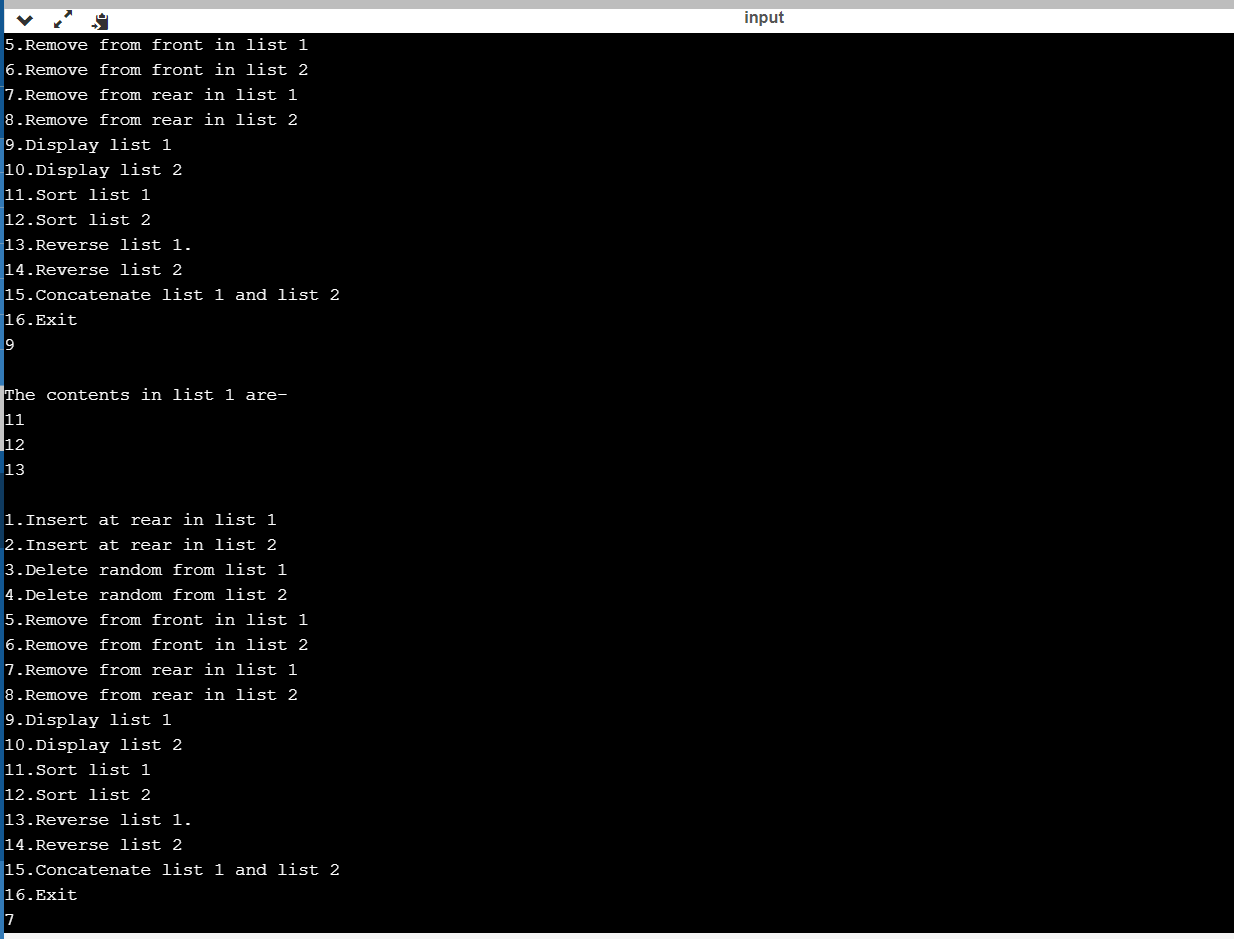 input
5.Remove from front in list 1
6.Remove from front in list 2
7.Remove from rear in list 1
8.Remove from rear in list 2
9.Display list 1
10.Display list 2
11.Sort list 1
12.Sort list 2
13.Reverse list 1.
14.Reverse list 2
15.Concatenate list 1 and list 2
16.Exit
9
The contents in list 1 are-
11
12
13
1.Insert at rear in list 1
2.Insert at rear in list 2
3.Delete random from list 1
4.Delete random from list 2
5.Remove from front in list 1
6.Remove from front in list 2
7.Remove from rear in list 1
8.Remove from rear in list 2
9.Display list 1
10.Display list 2
11.Sort list 1
12.Sort list 2
13.Reverse list 1.
14.Reverse list 2
15.Concatenate list 1 and list 2
16.Exit
7